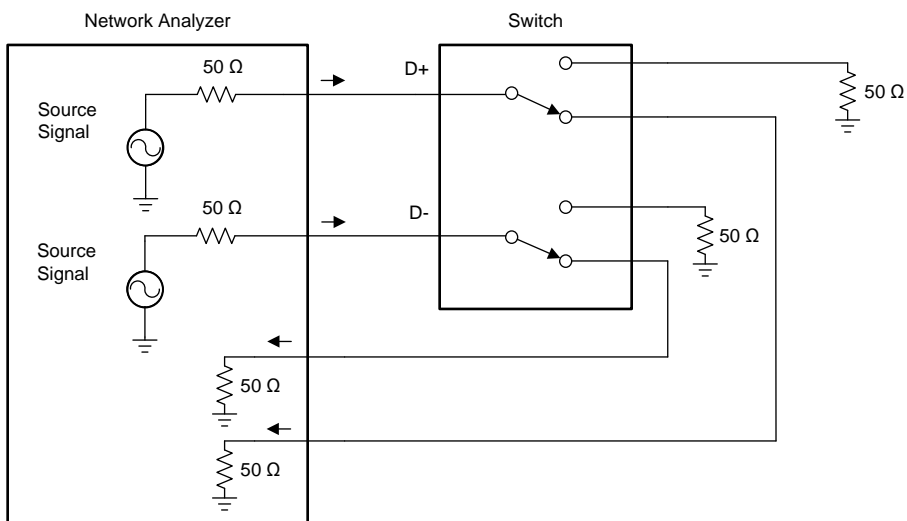 Network Analyzer
Switch
50 Ω
D+
50 Ω
Source
Signal
50 Ω
D-
50 Ω
Source
Signal
50 Ω
50 Ω